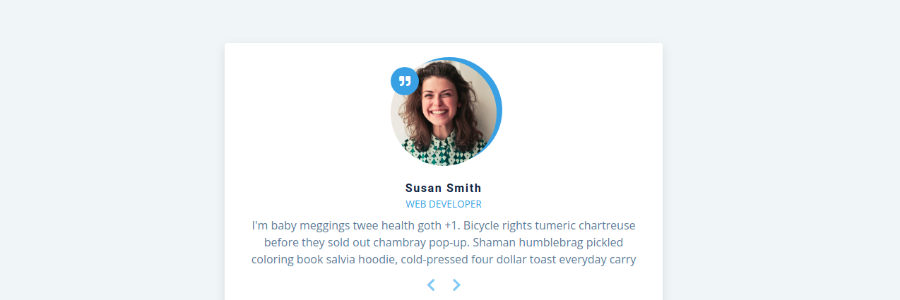 Susan Smith
WEB DEVELOPER
I'm baby meggings twee health goth +1. Bicycle rights tumeric chartreuse
before they sold out chambray pop-up. Shaman humblebrag pickled
coloring book salvia hoodie, cold-pressed four dollar toast everyday carry